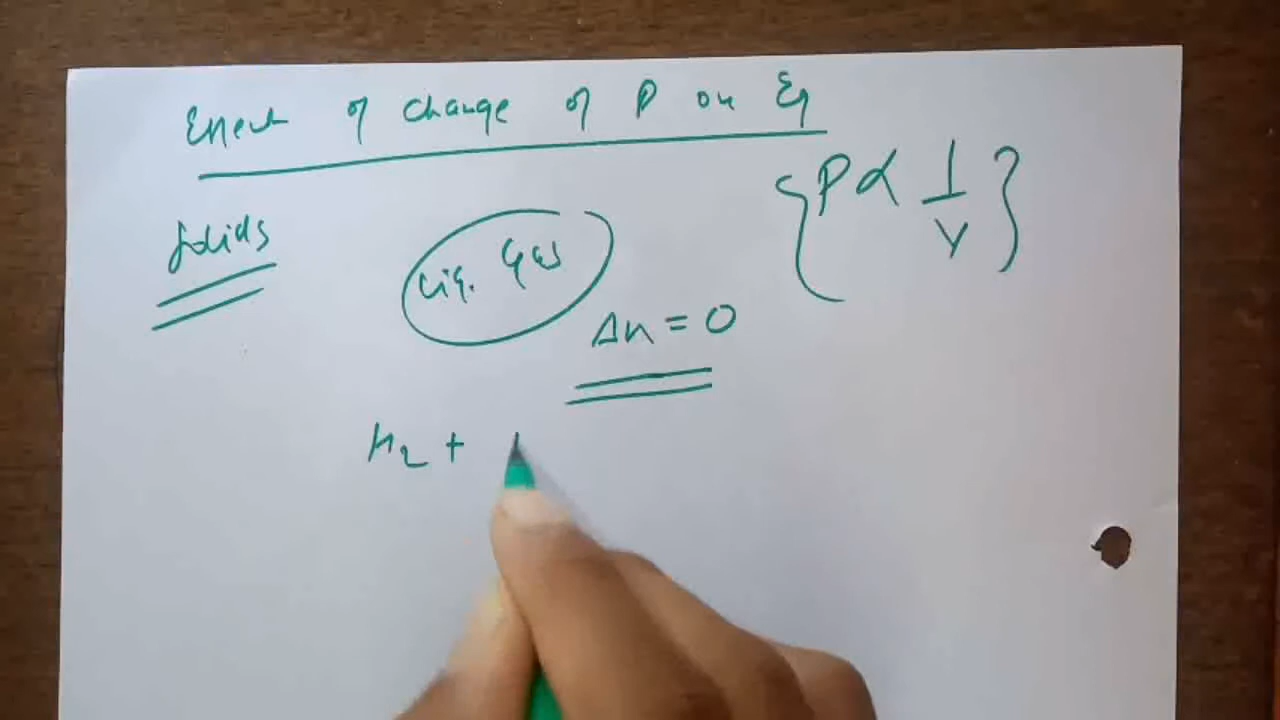 Effect of change of P on Eq
{P ∝ 1/V}
Solids
Liq. Gas
Δn = 0
H2 +